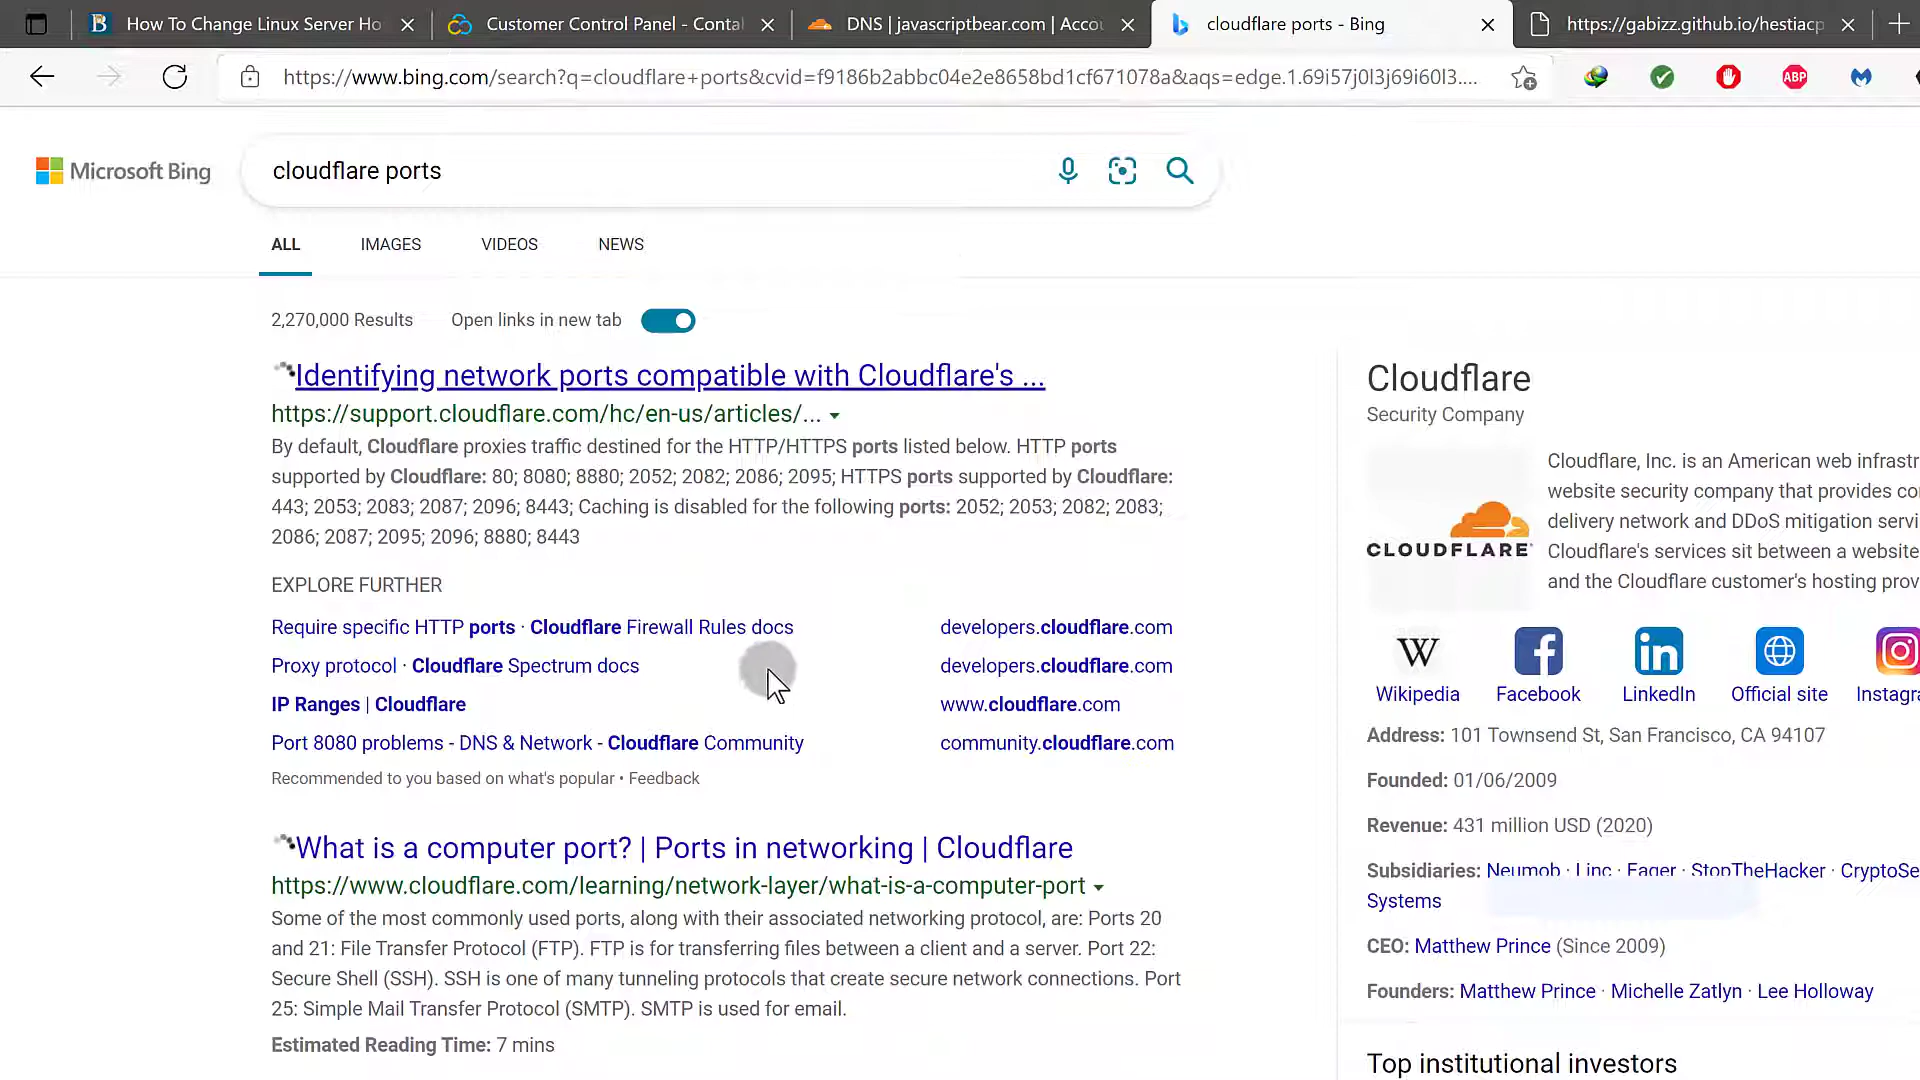 How To Change Linux Server Ho
Customer Control Panel - Contal
DNS | javascriptbear.com | Accou
cloudflare ports - Bing
https://gabizz.github.io/hestiacp
https://www.bing.com/search?q=cloudflare+ports&cvid=f9186b2abbc04e2e8658bd1cf671078a&aqs=edge.1.69i57j0l3j69i60l3....
ABP
Microsoft Bing
cloudflare ports
ALL IMAGES VIDEOS NEWS
2,270,000 Results Open links in new tab
Identifying network ports compatible with Cloudflare's ...
https://support.cloudflare.com/hc/en-us/articles/...
By default, Cloudflare proxies traffic destined for the HTTP/HTTPS ports listed below. HTTP ports
supported by Cloudflare: 80; 8080; 8880; 2052; 2082; 2086; 2095; HTTPS ports supported by Cloudflare:
443; 2053; 2083; 2087; 2096; 8443; Caching is disabled for the following ports: 2052; 2053; 2082; 2083;
2086; 2087; 2095; 2096; 8880; 8443
EXPLORE FURTHER
Require specific HTTP ports · Cloudflare Firewall Rules docs developers.cloudflare.com
Proxy protocol · Cloudflare Spectrum docs developers.cloudflare.com
IP Ranges | Cloudflare www.cloudflare.com
Port 8080 problems - DNS & Network - Cloudflare Community community.cloudflare.com
Recommended to you based on what's popular • Feedback
What is a computer port? | Ports in networking | Cloudflare
https://www.cloudflare.com/learning/network-layer/what-is-a-computer-port
Some of the most commonly used ports, along with their associated networking protocol, are: Ports 20
and 21: File Transfer Protocol (FTP). FTP is for transferring files between a client and a server. Port 22:
Secure Shell (SSH). SSH is one of many tunneling protocols that create secure network connections. Port
25: Simple Mail Transfer Protocol (SMTP). SMTP is used for email.
Estimated Reading Time: 7 mins
Cloudflare
Security Company
CLOUDFLARE
Cloudflare, Inc. is an American web infrastr
website security company that provides co
delivery network and DDoS mitigation servi
Cloudflare's services sit between a website
and the Cloudflare customer's hosting prov
W
in
Wikipedia Facebook LinkedIn Official site Instagra
Address: 101 Townsend St, San Francisco, CA 94107
Founded: 01/06/2009
Revenue: 431 million USD (2020)
Subsidiaries: Neumob · Linc · Eager · StopTheHacker · CryptoSe
Systems
CEO: Matthew Prince (Since 2009)
Founders: Matthew Prince · Michelle Zatlyn · Lee Holloway
Top institutional investors